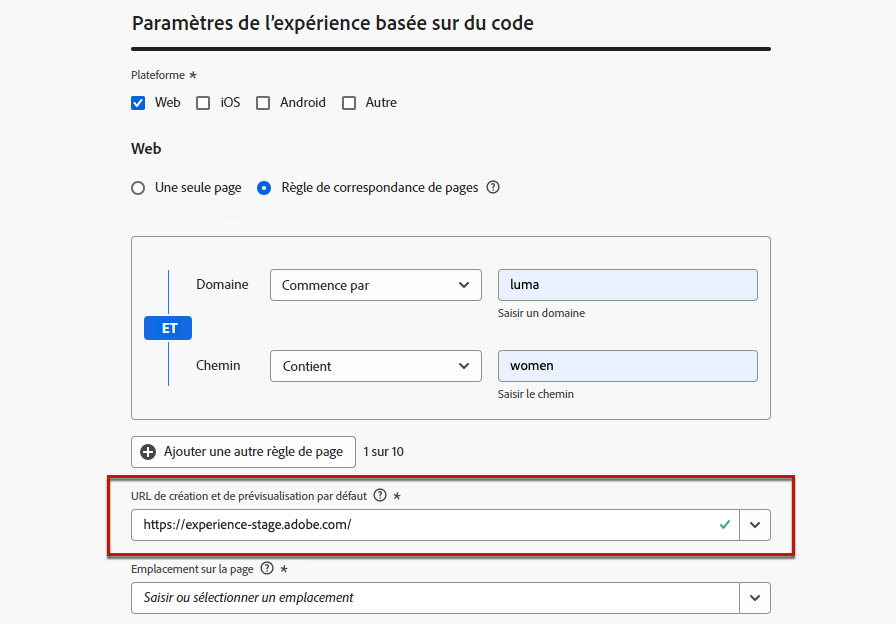 Paramètres de l’expérience basée sur du code
Plateforme *
Web iOS Android Autre
Web
Une seule page Règle de correspondance de pages ?
Domaine Commence par luma
Saisir un domaine
ET
Chemin Contient women
Saisir le chemin
Ajouter une autre règle de page 1 sur 10
URL de création et de prévisualisation par défaut ? *
https://experience-stage.adobe.com/
Emplacement sur la page ? *
Saisir ou sélectionner un emplacement